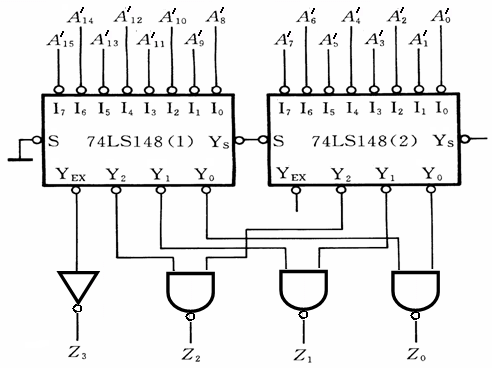 A′14 A′12 A′10 A′8 A′6 A′4 A′2 A′0
A′15 A′13 A′11 A′9 A′7 A′5 A′3 A′1
I7 I6 I5 I4 I3 I2 I1 I0 I7 I6 I5 I4 I3 I2 I1 I0
S 74LS148(1) YS S 74LS148(2) YS
YEX Y2 Y1 Y0 YEX Y2 Y1 Y0
Z3 Z2 Z1 Z0